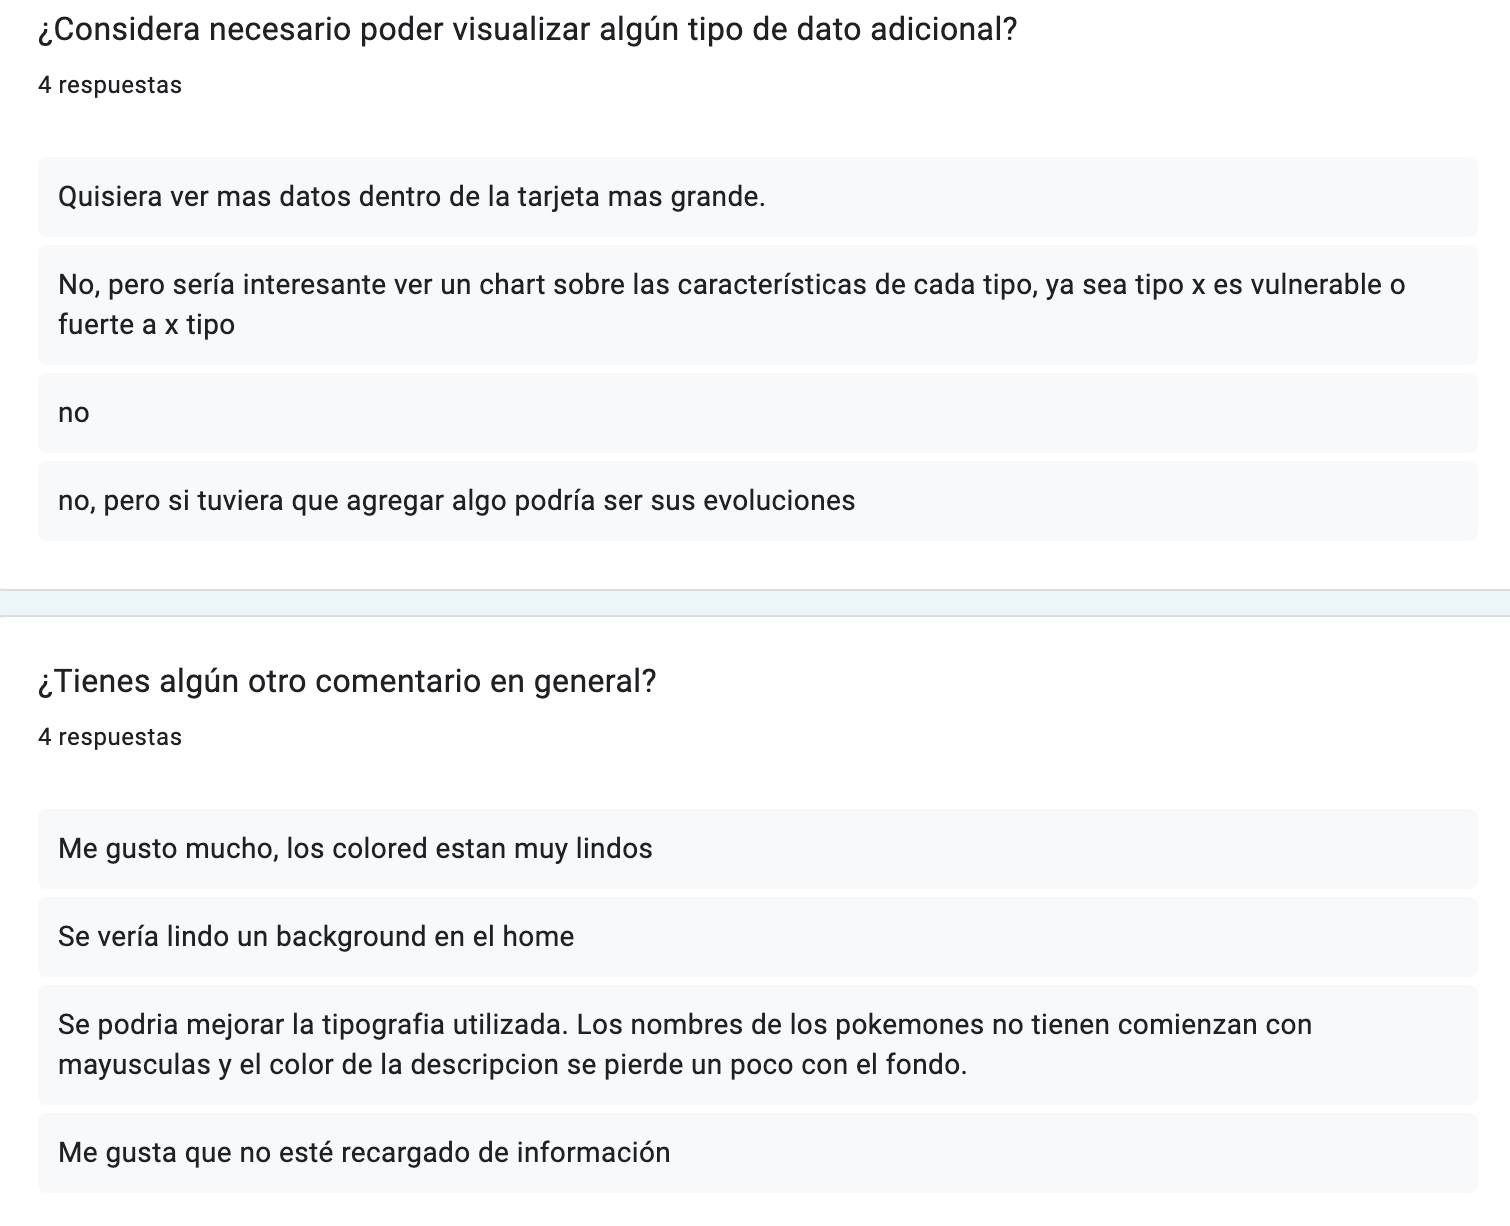 ¿Considera necesario poder visualizar algún tipo de dato adicional?
4 respuestas
Quisiera ver mas datos dentro de la tarjeta mas grande.
No, pero sería interesante ver un chart sobre las características de cada tipo, ya sea tipo x es vulnerable o
fuerte a x tipo
no
no, pero si tuviera que agregar algo podría ser sus evoluciones
¿Tienes algún otro comentario en general?
4 respuestas
Me gusto mucho, los colored estan muy lindos
Se vería lindo un background en el home
Se podria mejorar la tipografia utilizada. Los nombres de los pokemones no tienen comienzan con
mayusculas y el color de la descripcion se pierde un poco con el fondo.
Me gusta que no esté recargado de información